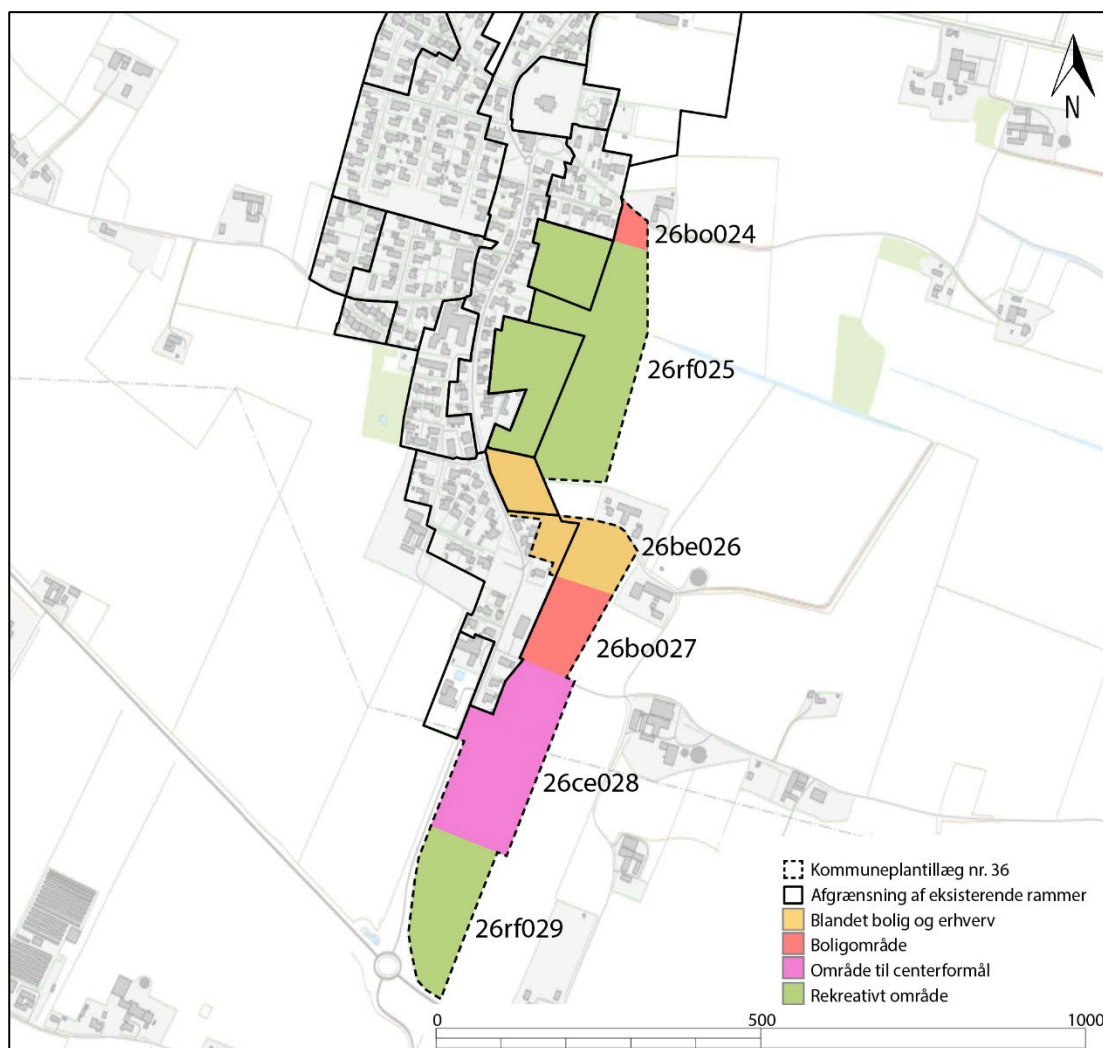 N
26bo024
26rf025
26be026
26bo027
26ce028
26rf029
Kommuneplantillæg nr. 36
Afgrænsning af eksisterende rammer
Blandet bolig og erhverv
Boligområde
Område til centerformål
Rekreativt område
0 500 1000